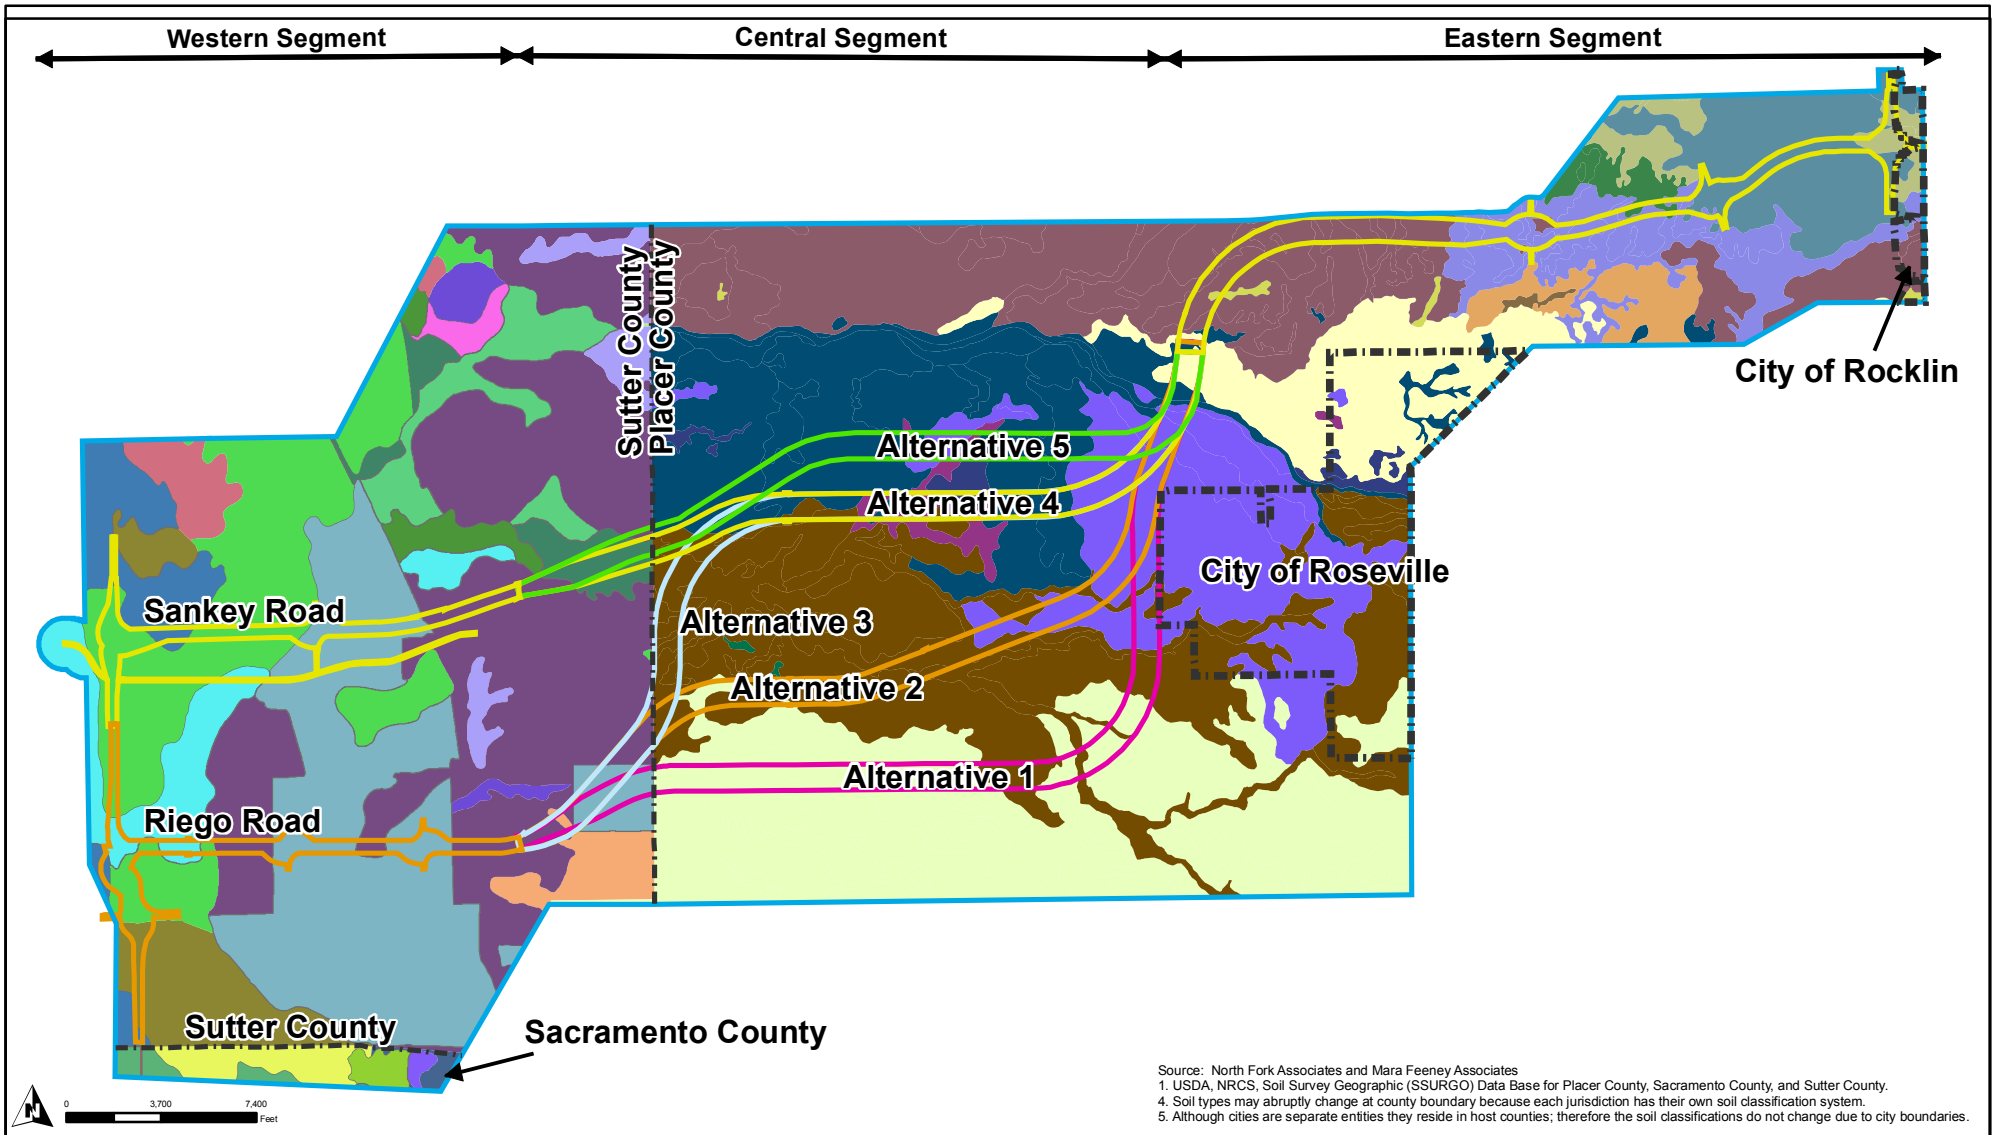 Western Segment
Central Segment
Eastern Segment
Sutter County
Placer County
City of Rocklin
Alternative 5
Alternative 4
City of Roseville
Sankey Road
Alternative 3
Alternative 2
Alternative 1
Riego Road
Sutter County
Sacramento County
N
0 3,700 7,400
Feet
Source: North Fork Associates and Mara Feeney Associates
1. USDA, NRCS, Soil Survey Geographic (SSURGO) Data Base for Placer County, Sacramento County, and Sutter County.
4. Soil types may abruptly change at county boundary because each jurisdiction has their own soil classification system.
5. Although cities are separate entities they reside in host counties; therefore the soil classifications do not change due to city boundaries.